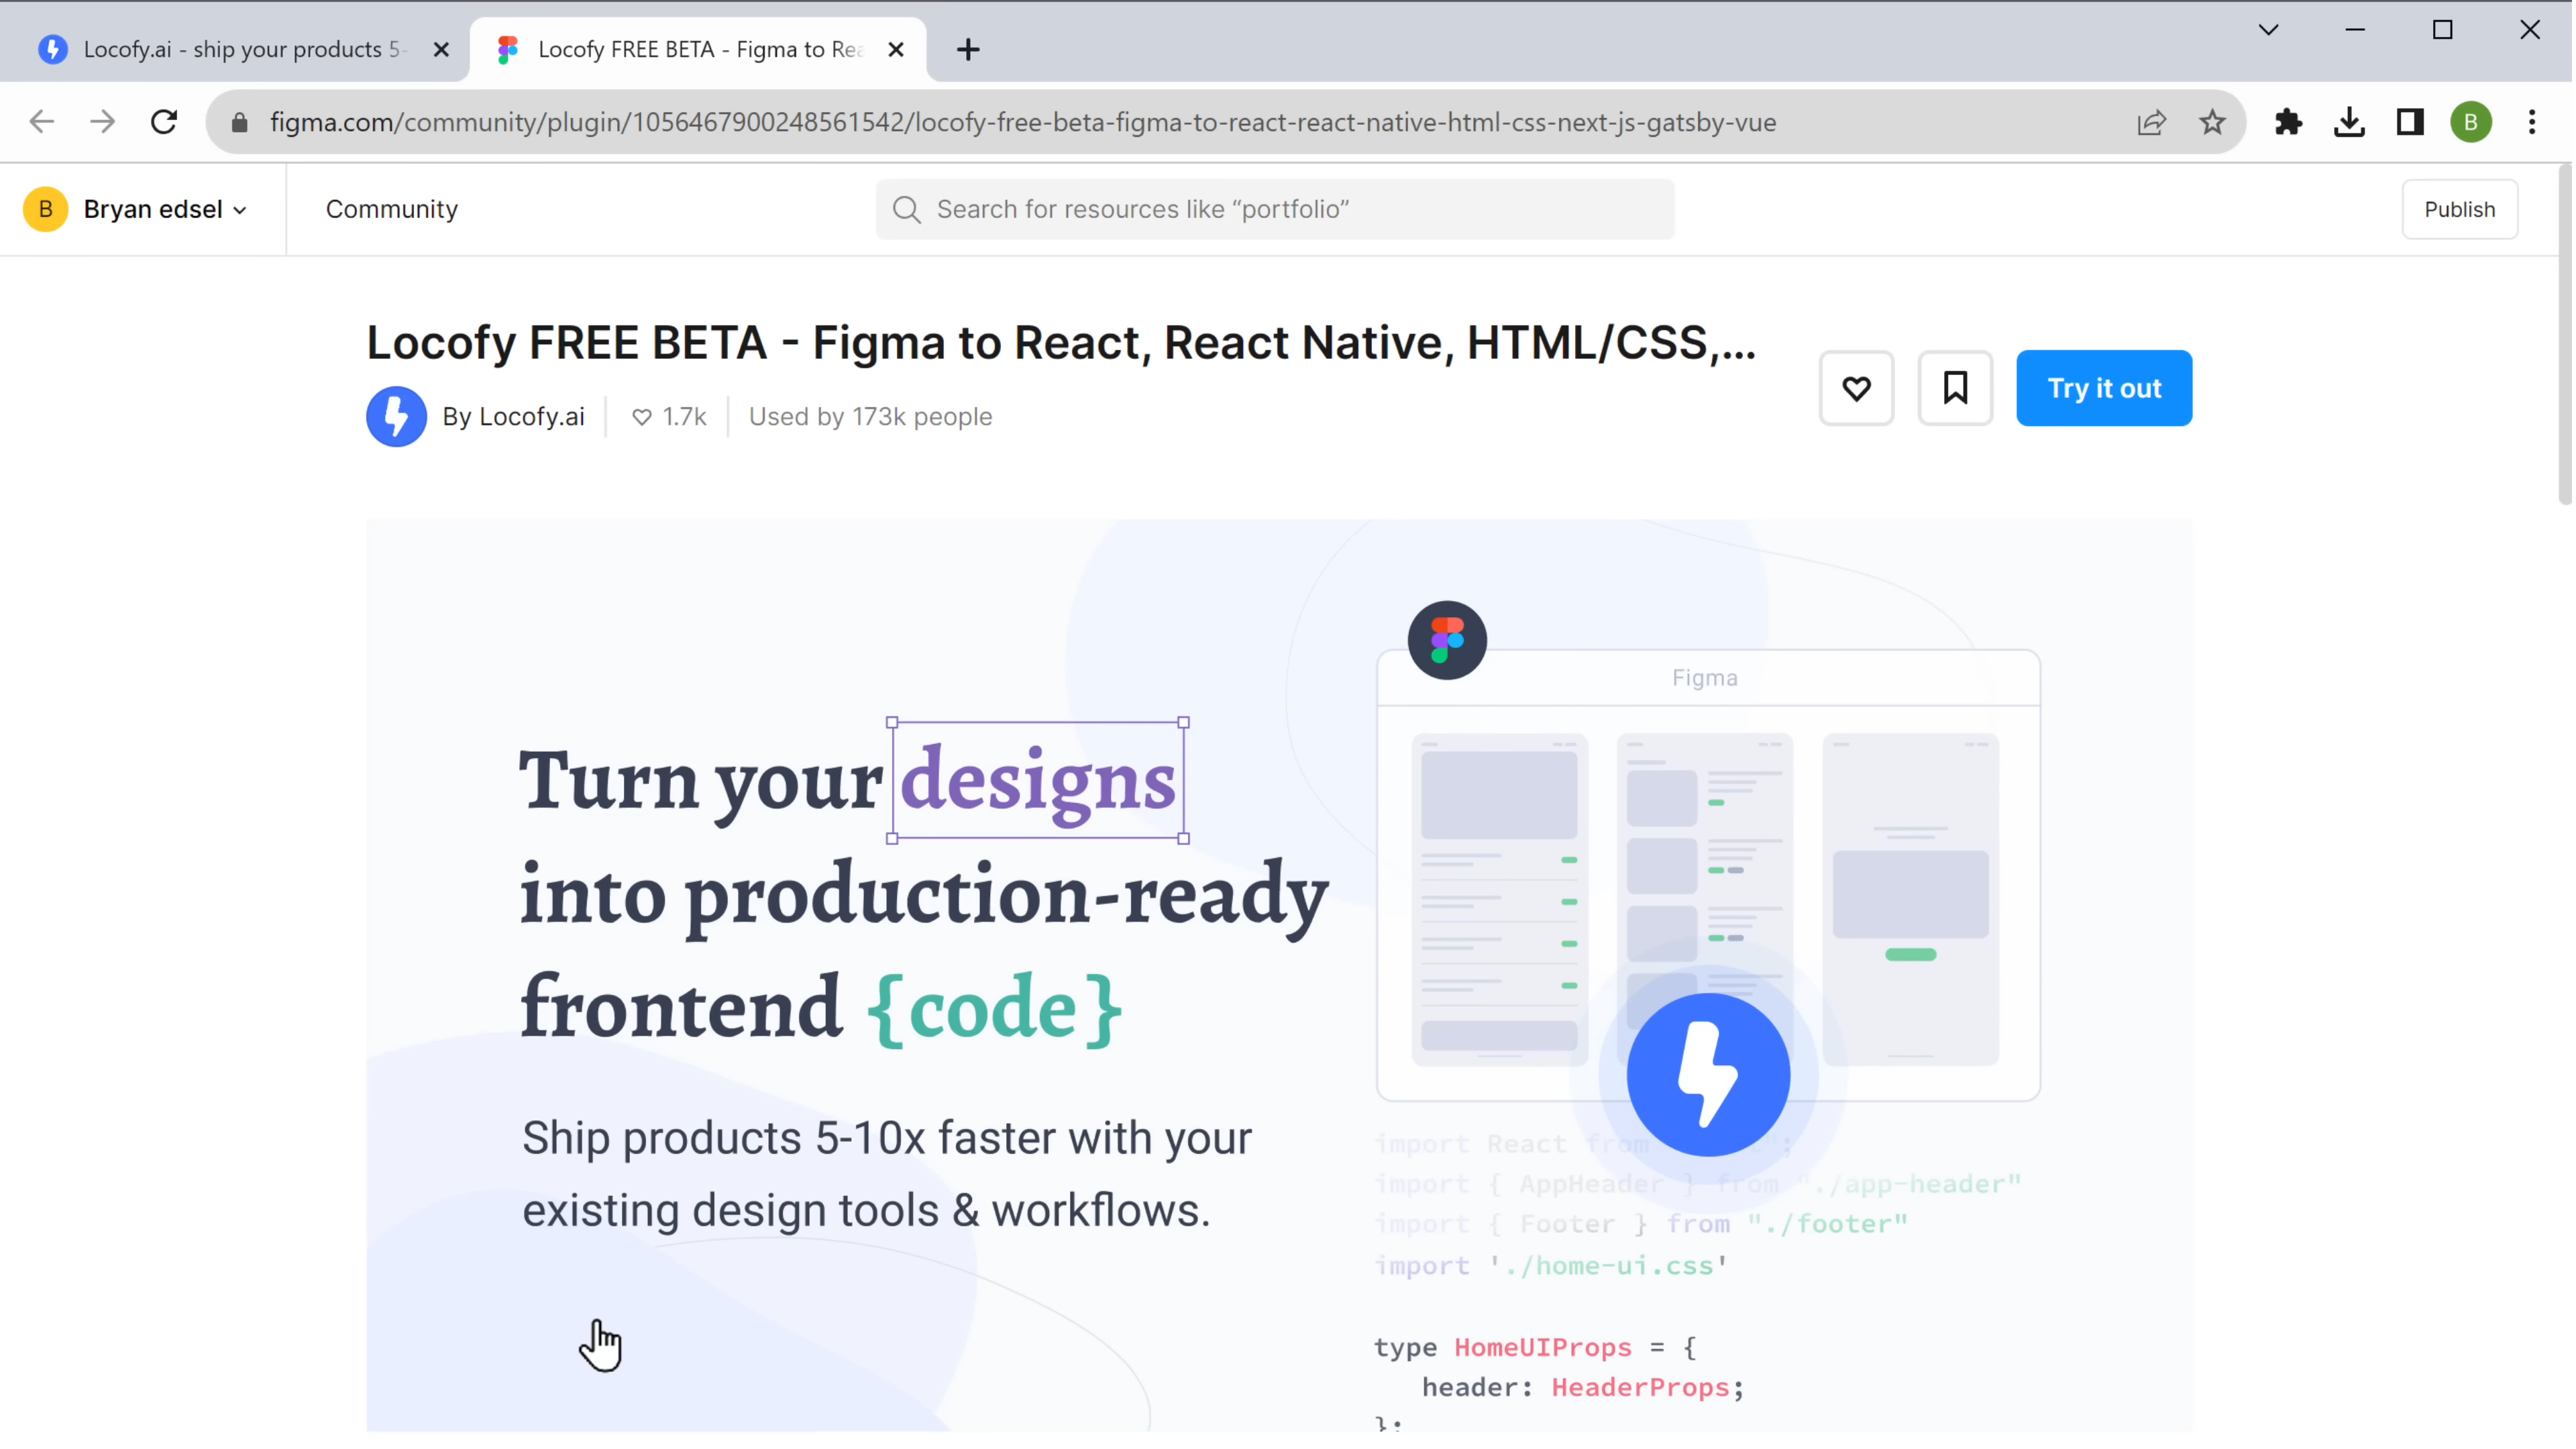 Locofy.ai - ship your products 5-
Locofy FREE BETA - Figma to Rea
figma.com/community/plugin/1056467900248561542/locofy-free-beta-figma-to-react-react-native-html-css-next-js-gatsby-vue
B
B
Bryan edsel
Community
Search for resources like “portfolio”
Publish
Locofy FREE BETA - Figma to React, React Native, HTML/CSS,...
By Locofy.ai
1.7k
Used by 173k people
Try it out
Turn your designs
into production-ready
frontend {code}
Ship products 5-10x faster with your
existing design tools & workflows.
Figma
import React from
import { AppHeader } from "./app-header"
import { Footer } from "./footer"
import './home-ui.css'
type HomeUIProps = {
header: HeaderProps;
};